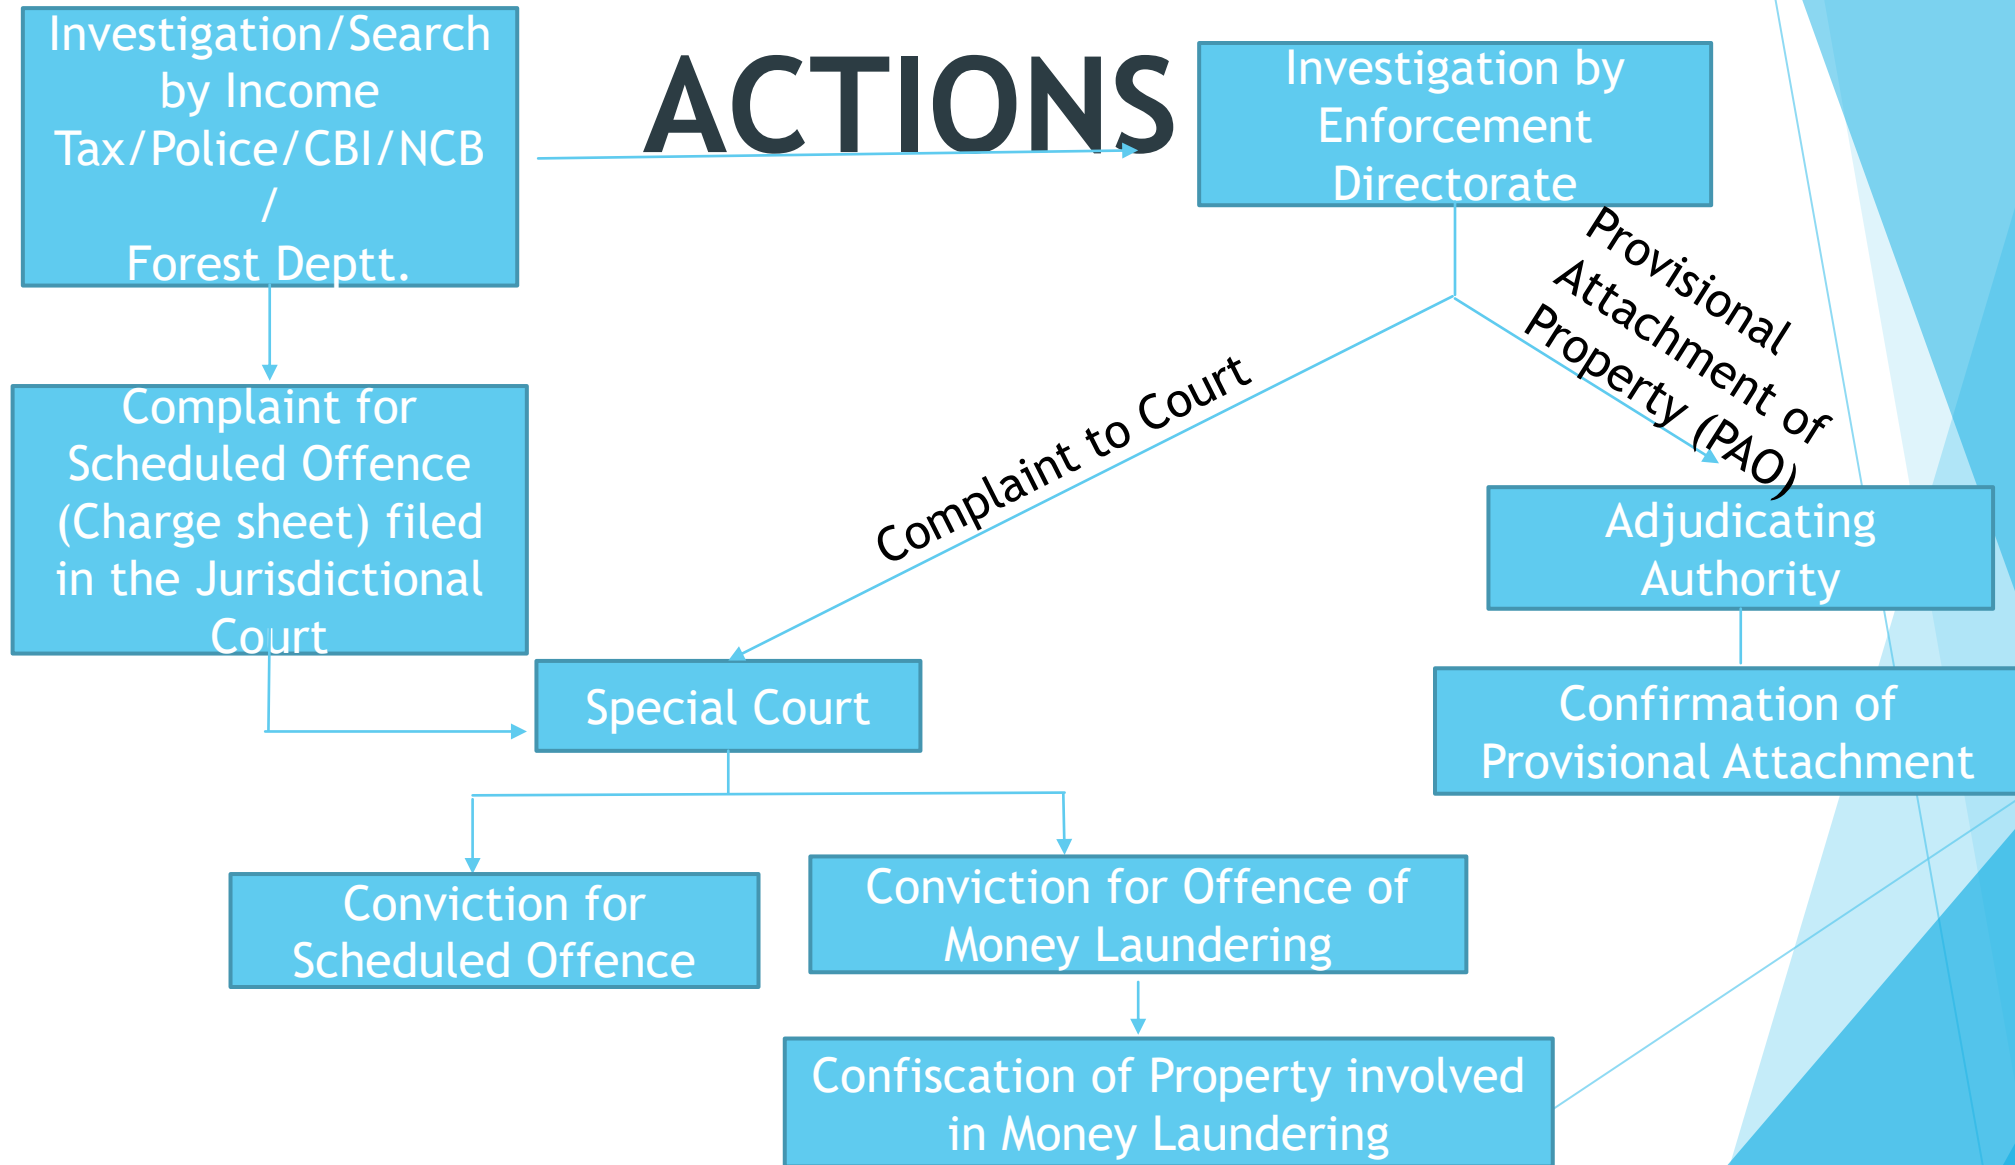 Investigation/Search
by Income
Tax/Police/CBI/NCB
/
Forest Deptt.
ACTIONS
Investigation by
Enforcement
Directorate
Provisional
Attachment of
Property (PAO)
Complaint to Court
Complaint for
Scheduled Offence
(Charge sheet) filed
in the Jurisdictional
Court
Adjudicating
Authority
Special Court
Confirmation of
Provisional Attachment
Conviction for
Scheduled Offence
Conviction for Offence of
Money Laundering
Confiscation of Property involved
in Money Laundering